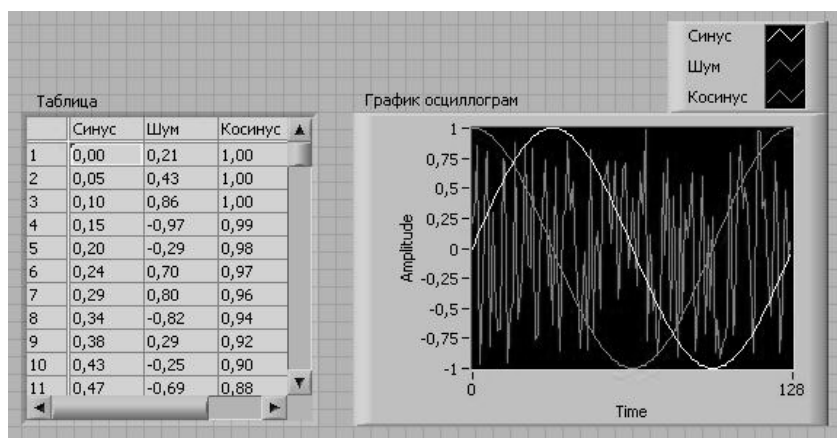 Синус
Шум
Косинус
Таблица
Синус Шум Косинус
1 0,00 0,21 1,00
2 0,05 0,43 1,00
3 0,10 0,86 1,00
4 0,15 -0,97 0,99
5 0,20 -0,29 0,98
6 0,24 0,70 0,97
7 0,29 0,80 0,96
8 0,34 -0,82 0,94
9 0,38 0,29 0,92
10 0,43 -0,25 0,90
11 0,47 -0,69 0,88
График осциллограм
Amplitude
1
0,75
0,5
0,25
0
-0,25
-0,5
-0,75
-1
0 128
Time